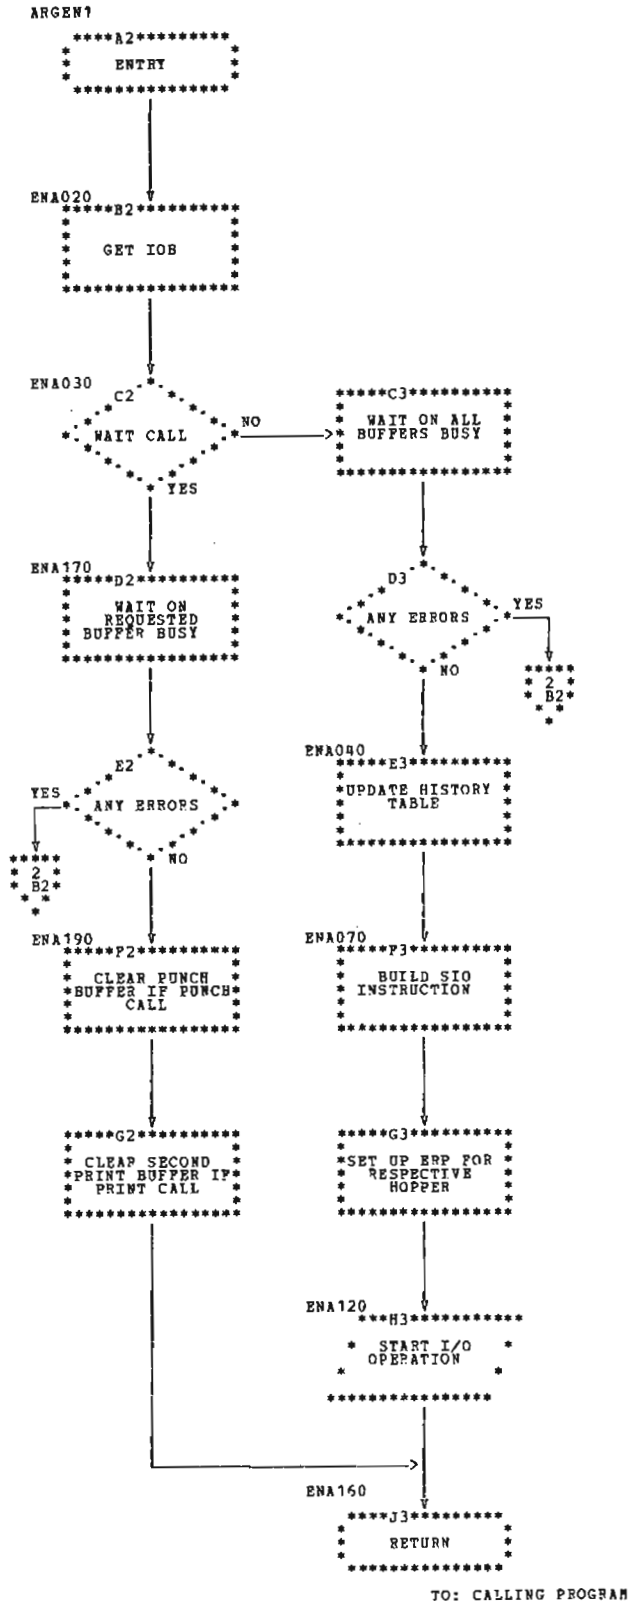 ARGEN1
A2
ENTRY
ENA020
B2
GET IOB
ENA030
C2
WAIT CALL
NO
YES
C3
WAIT ON ALL
BUFFERS BUSY
ENA170
D2
WAIT ON
REQUESTED
BUFFER BUSY
D3
ANY ERRORS
YES
NO
2
B2
E2
ANY ERRORS
YES
NO
2
B2
ENA040
E3
UPDATE HISTORY
TABLE
ENA190
F2
CLEAR PUNCH
BUFFER IF PUNCH
CALL
ENA070
F3
BUILD SIO
INSTRUCTION
G2
CLEAR SECOND
PRINT BUFFER IF
PRINT CALL
G3
SET UP ERP FOR
RESPECTIVE
HOPPER
ENA120
H3
START I/O
OPERATION
ENA160
J3
RETURN
TO: CALLING PROGRAM